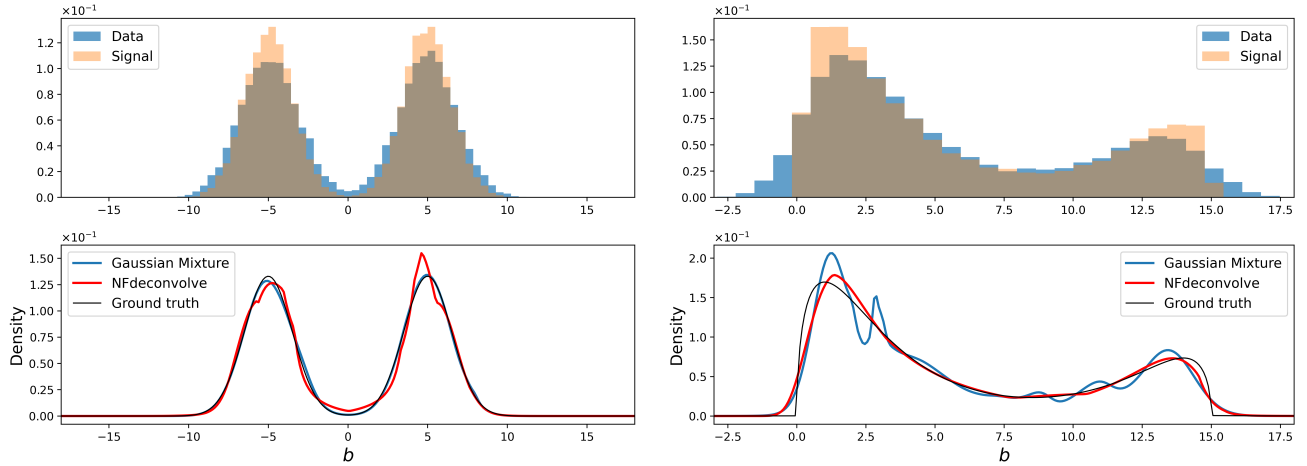 ×10⁻¹
Data
Signal
1.2
1.0
0.8
0.6
0.4
0.2
0.0
−15 −10 −5 0 5 10 15
×10⁻¹
Data
Signal
1.50
1.25
1.00
0.75
0.50
0.25
0.00
−2.5 0.0 2.5 5.0 7.5 10.0 12.5 15.0 17.5
×10⁻¹
Gaussian Mixture
NFdeconvolve
Ground truth
Density
1.50
1.25
1.00
0.75
0.50
0.25
0.00
−15 −10 −5 0 5 10 15
b
×10⁻¹
Gaussian Mixture
NFdeconvolve
Ground truth
Density
2.0
1.5
1.0
0.5
0.0
−2.5 0.0 2.5 5.0 7.5 10.0 12.5 15.0 17.5
b